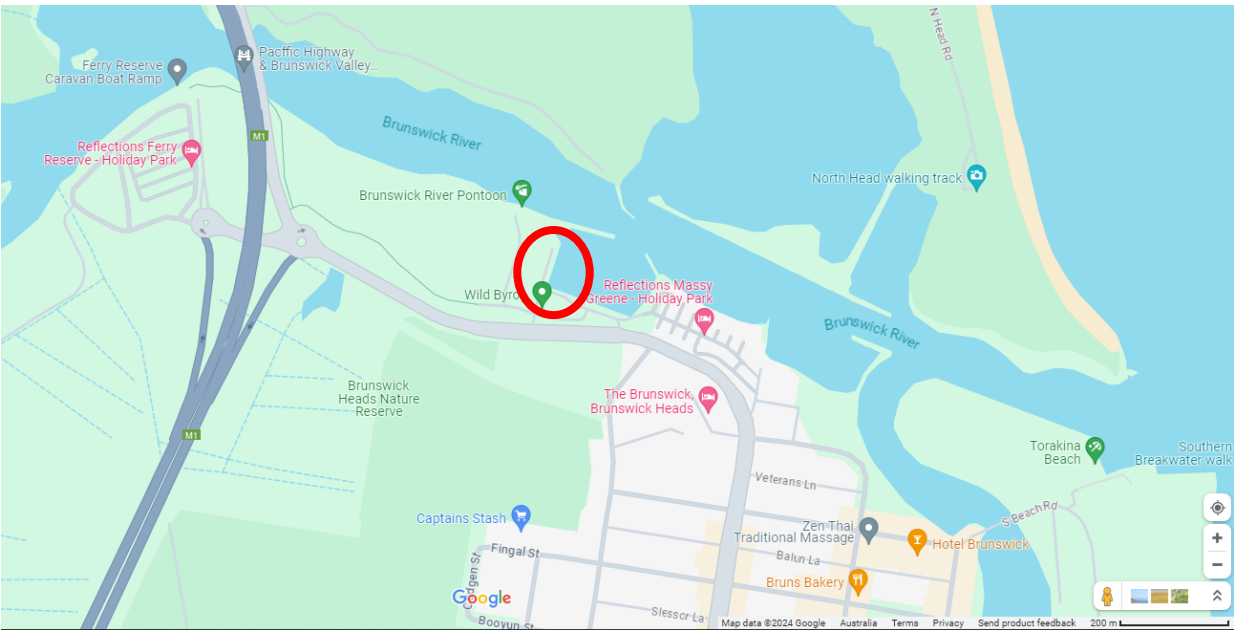 N Head Rd
Pacffic Highway
& Brunswick Valley...
Ferry Reserve
Caravan Boat Ramp
Brunswick River
M1
Reflections Ferry
Reserve - Holiday Park
North Head walking track
Brunswick River Pontoon
Reflections Massy
Greene - Holiday Park
Wild Byro
Brunswick River
Brunswick
Heads Nature
Reserve
The Brunswick,
Brunswick Heads
M1
Torakina
Beach
Southern
Breakwater walk
Veterans Ln
S Beach Rd
Captains Stash
Zen Thai
Traditional Massage
Hotel Brunswick
Fingal St
Balun La
Bruns Bakery
Google
Slessor La
Booyun St
Map data ©2024 Google Australia Terms Privacy Send product feedback 200 m